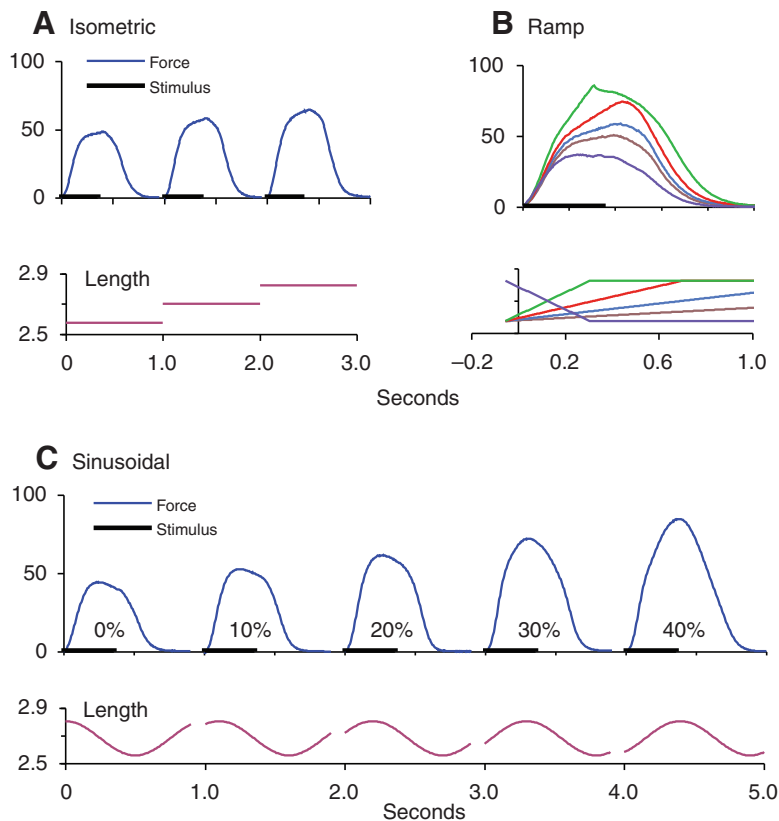 A Isometric
B Ramp
100
Force
Stimulus
50
0
100
50
0
2.9
Length
2.5
0
1.0
2.0
3.0
–0.2
0.2
0.6
1.0
Seconds
C Sinusoidal
100
Force
Stimulus
50
0
0%
10%
20%
30%
40%
2.9
Length
2.5
0
1.0
2.0
3.0
4.0
5.0
Seconds